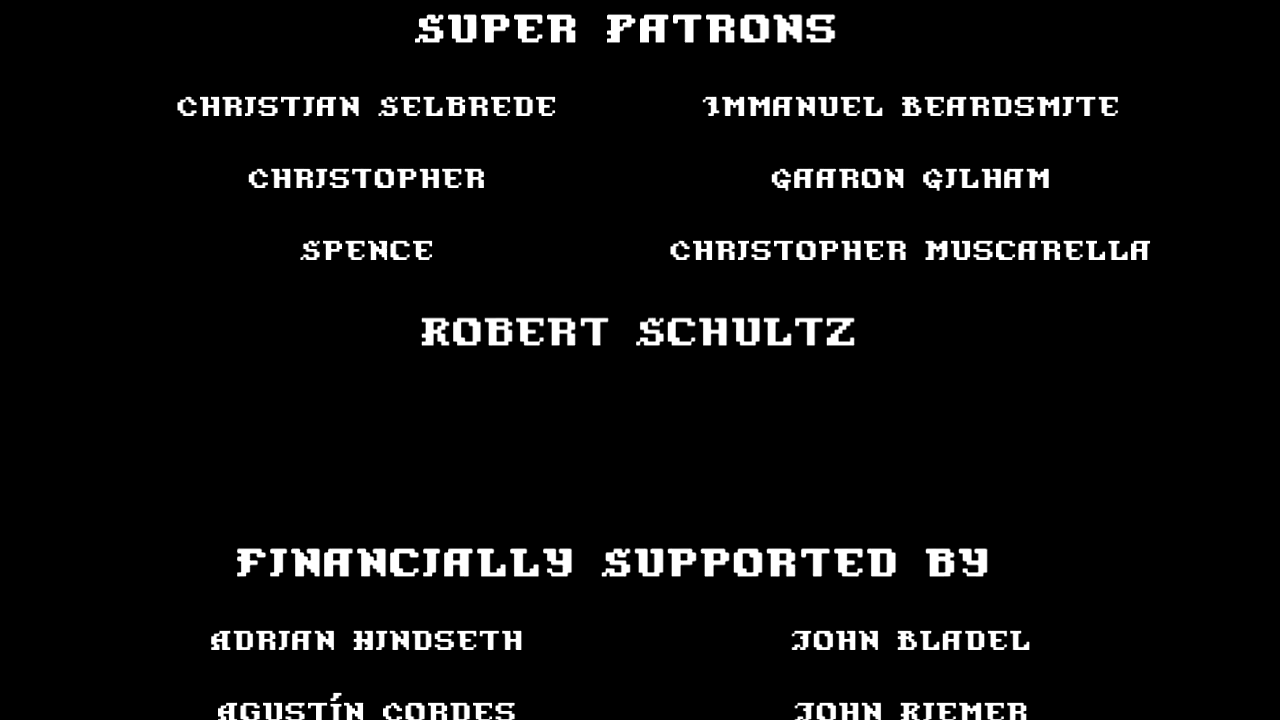 SUPER PATRONS
CHRISTIAN SELBREDE IMMANUEL BEARDSMITE
CHRISTOPHER GAARON GILHAM
SPENCE CHRISTOPHER MUSCARELLA
ROBERT SCHULTZ
FINANCIALLY SUPPORTED BY
ADRIAN HINDSETH JOHN BLADEL
AGUSTÍN CORDES JOHN RIEMER